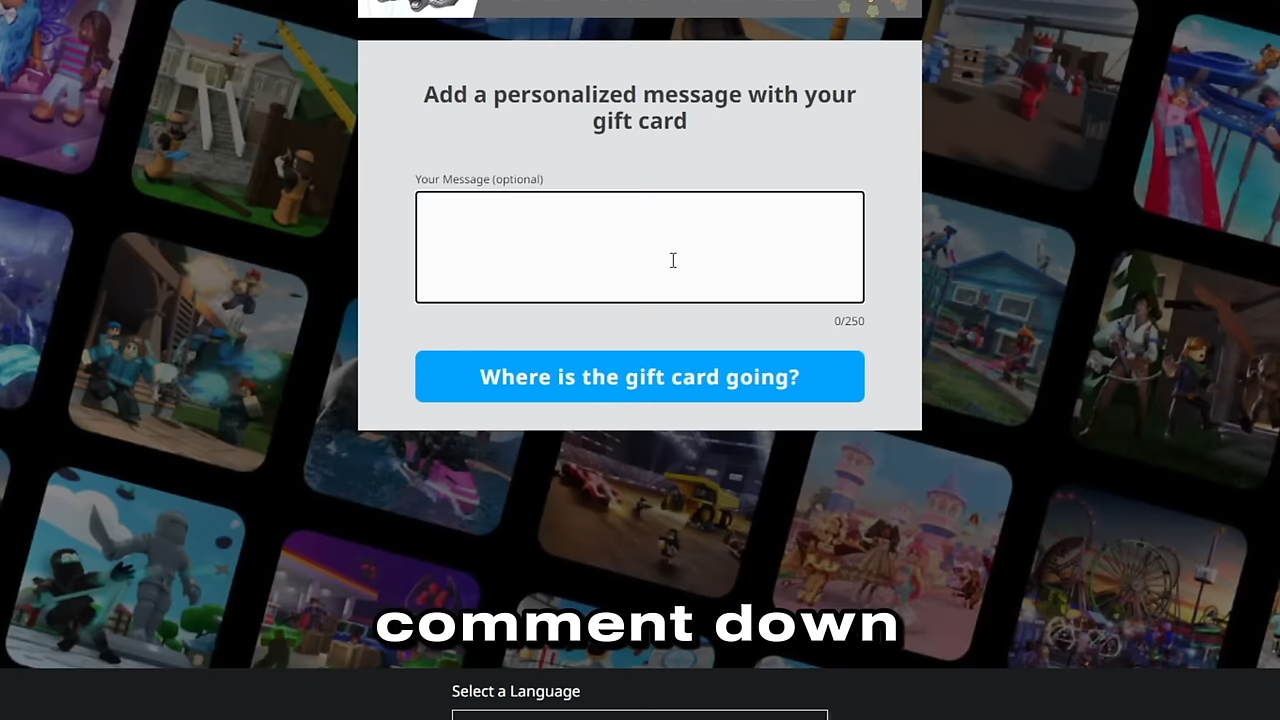 Add a personalized message with your
gift card
Your Message (optional)
0/250
Where is the gift card going?
comment down
Select a Language